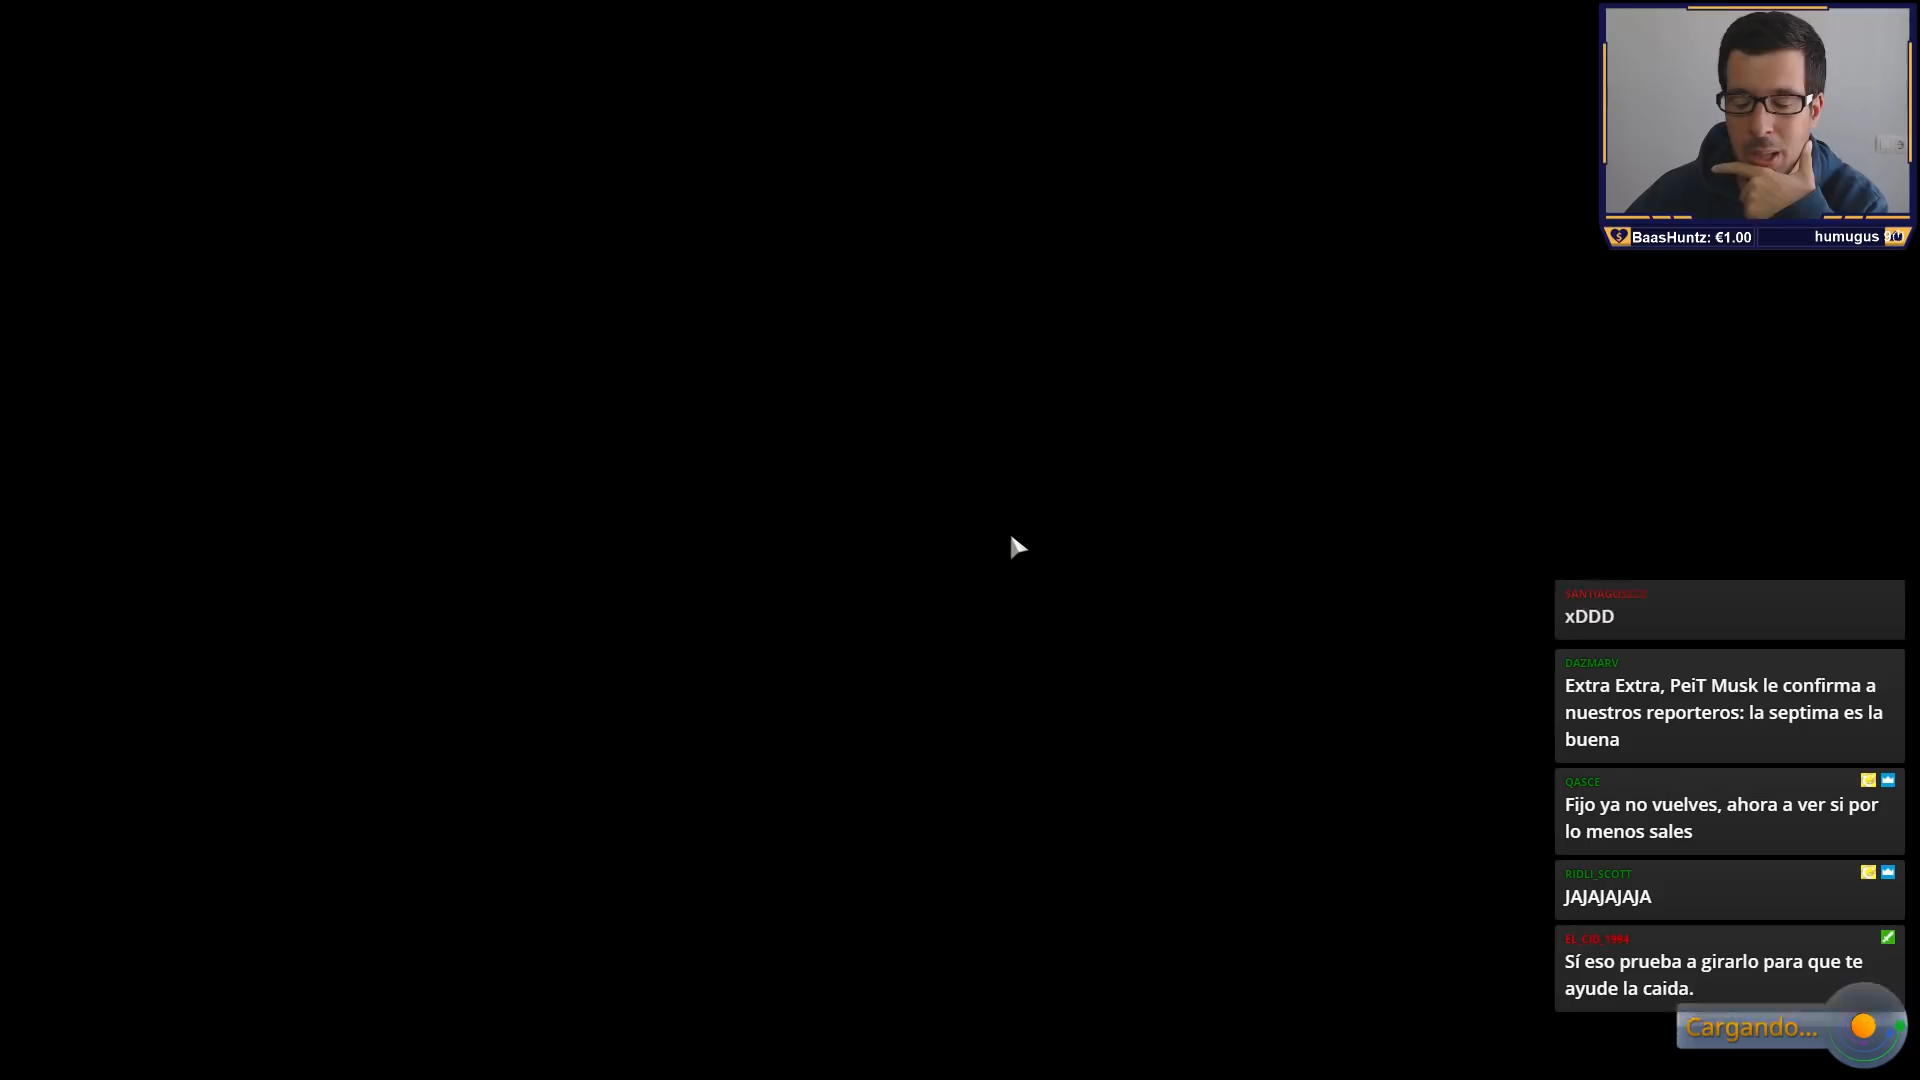 BaasHuntz: €1.00
humugus
xDDD
DAZMARV
Extra Extra, PeiT Musk le confirma a
nuestros reporteros: la septima es la
buena
QASCE
Fijo ya no vuelves, ahora a ver si por
lo menos sales
RIDLI_SCOTT
JAJAJAJAJA
EL_CID_1994
Sí eso prueba a girarlo para que te
ayude la caida.
Cargando...